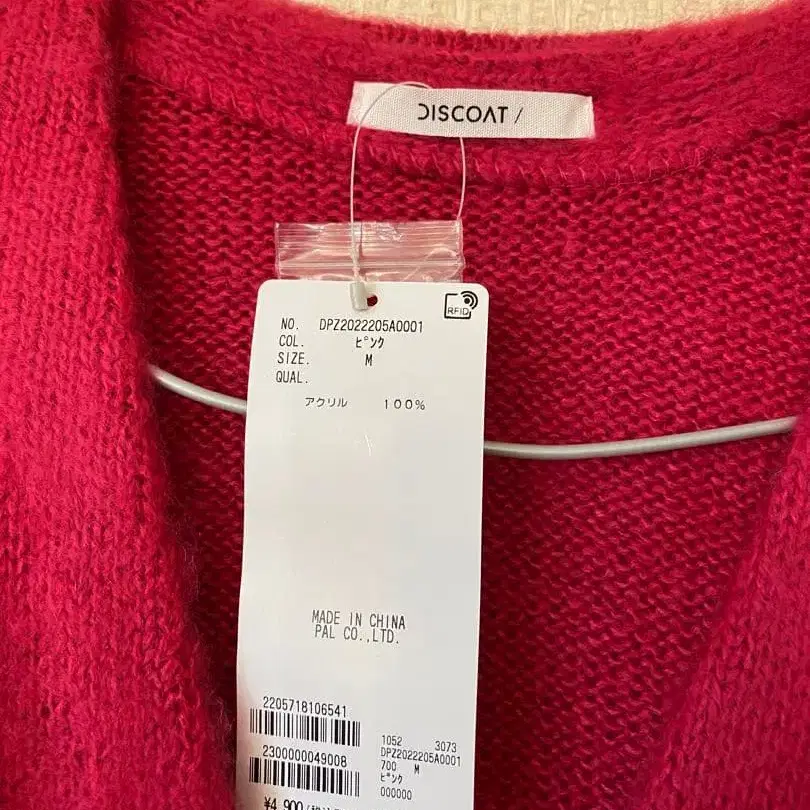 DISCOAT /
RFID
NO. DPZ2022205A0001
COL. ピンク
SIZE. M
QUAL.
アクリル 100%
MADE IN CHINA
PAL CO.,LTD.
2205718106541
2300000049008
¥4,900
1052 3073
DPZ2022205A0001
700 M
ピンク
000000